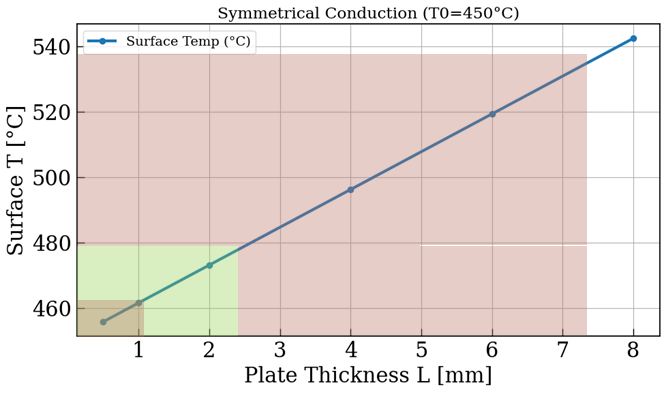 Symmetrical Conduction (T0=450°C)
Surface Temp (°C)
540
520
500
480
460
Surface T [°C]
1 2 3 4 5 6 7 8
Plate Thickness L [mm]